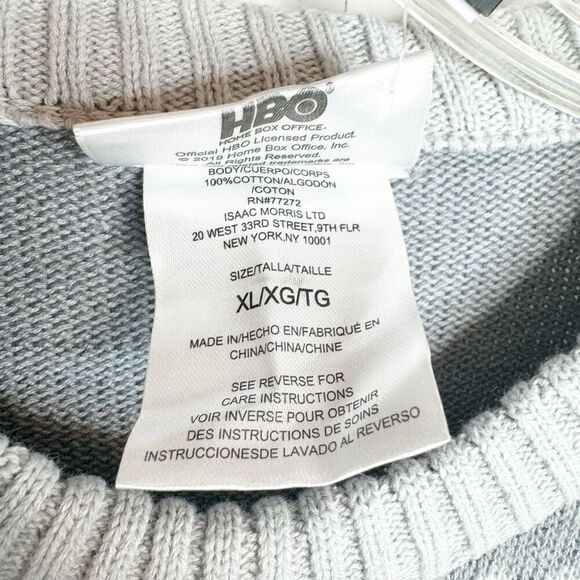 HBO®
HOME BOX OFFICE®
Official HBO Licensed Product.
© 2019 Home Box Office, Inc.
All Rights Reserved.
related trademarks are
BODY/CUERPO/CORPS
100%COTTON/ALGODÓN
/COTON
RN#77272
ISAAC MORRIS LTD
20 WEST 33RD STREET,9TH FLR
NEW YORK,NY 10001
SIZE/TALLA/TAILLE
XL/XG/TG
MADE IN/HECHO EN/FABRIQUÉ EN
CHINA/CHINA/CHINE
SEE REVERSE FOR
CARE INSTRUCTIONS
VOIR INVERSE POUR OBTENIR
DES INSTRUCTIONS DE SOINS
INSTRUCCIONESDE LAVADO AL REVERSO